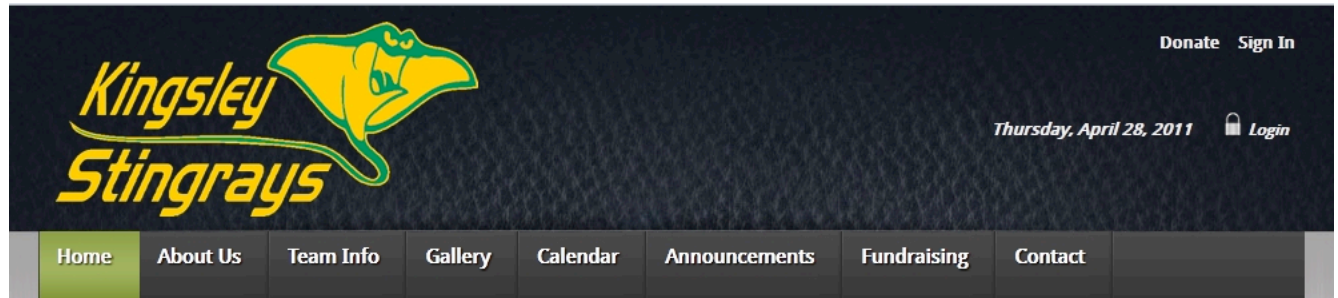 Kingsley
Stingrays
Donate Sign In
Thursday, April 28, 2011 Login
Home About Us Team Info Gallery Calendar Announcements Fundraising Contact